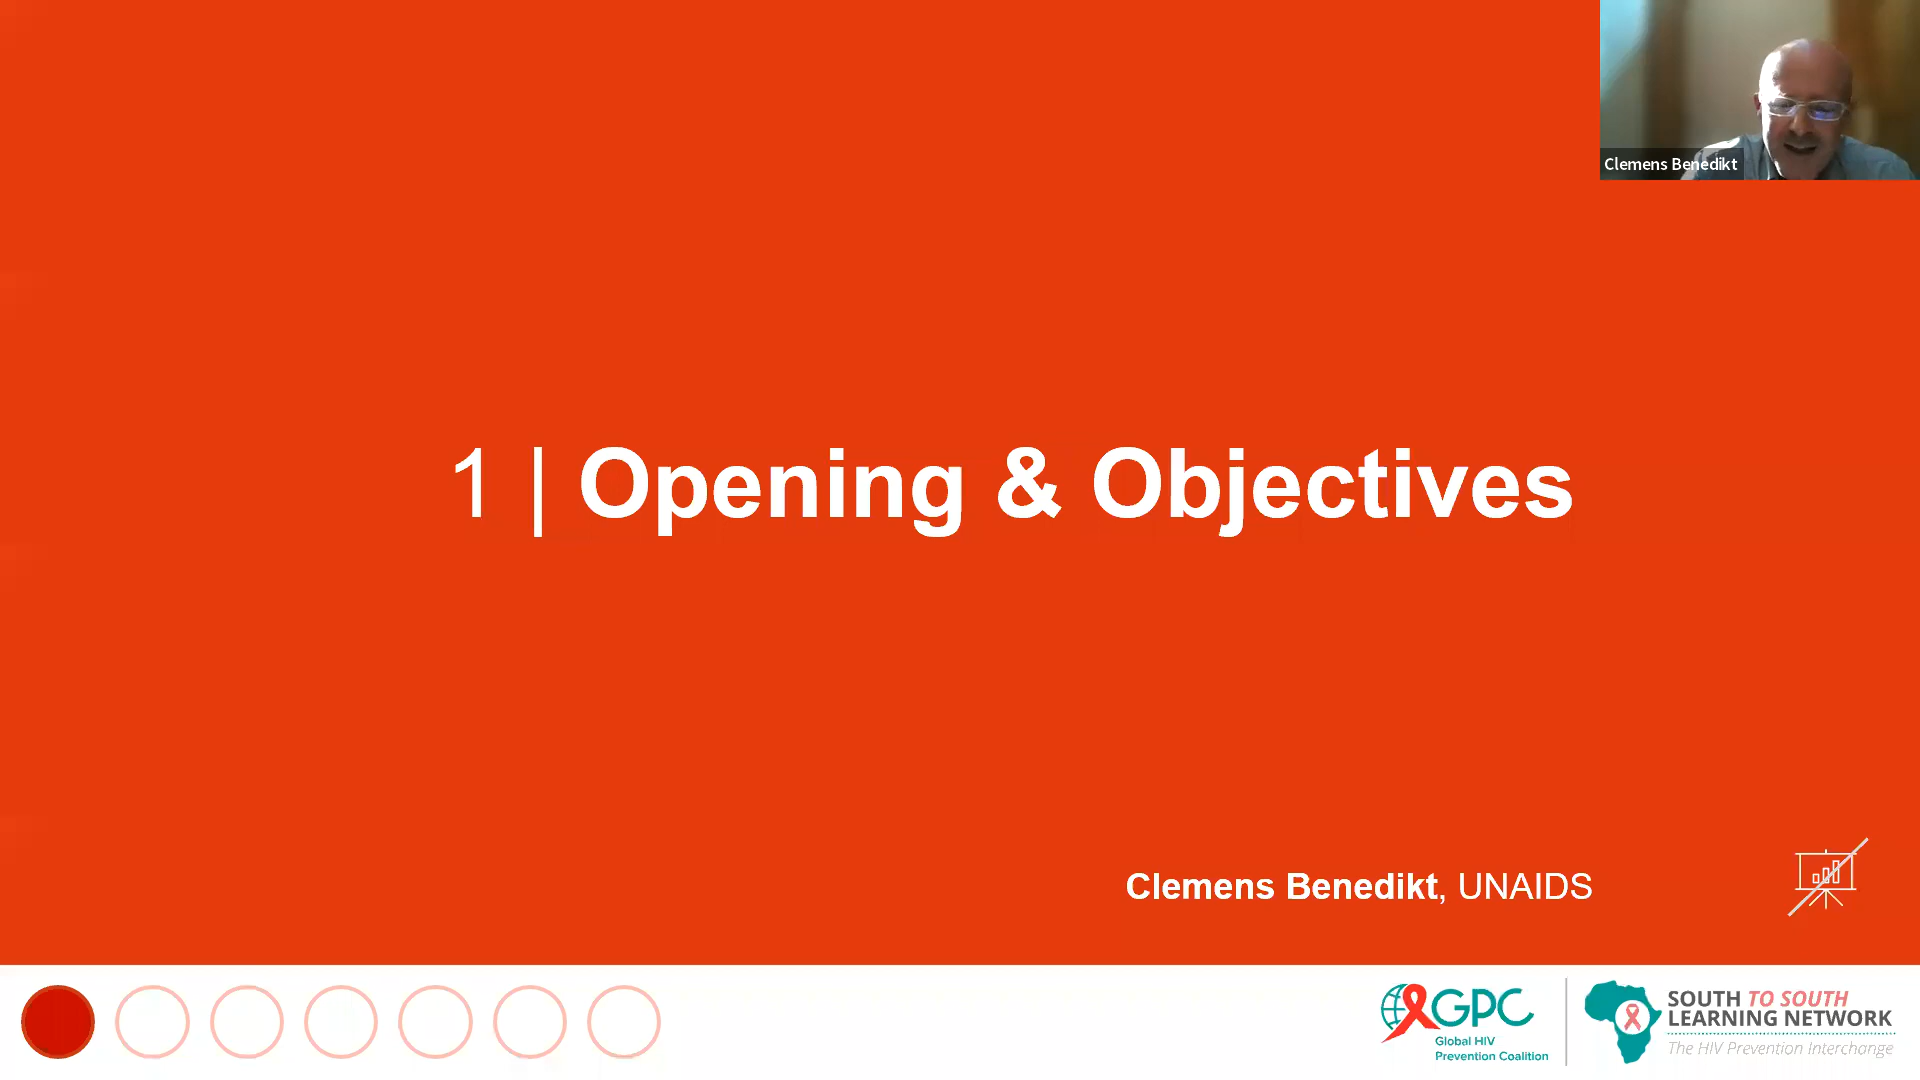 Clemens Benedikt
1 | Opening & Objectives
Clemens Benedikt, UNAIDS
GPC
Global HIV
Prevention Coalition
SOUTH TO SOUTH
LEARNING NETWORK
The HIV Prevention Interchange